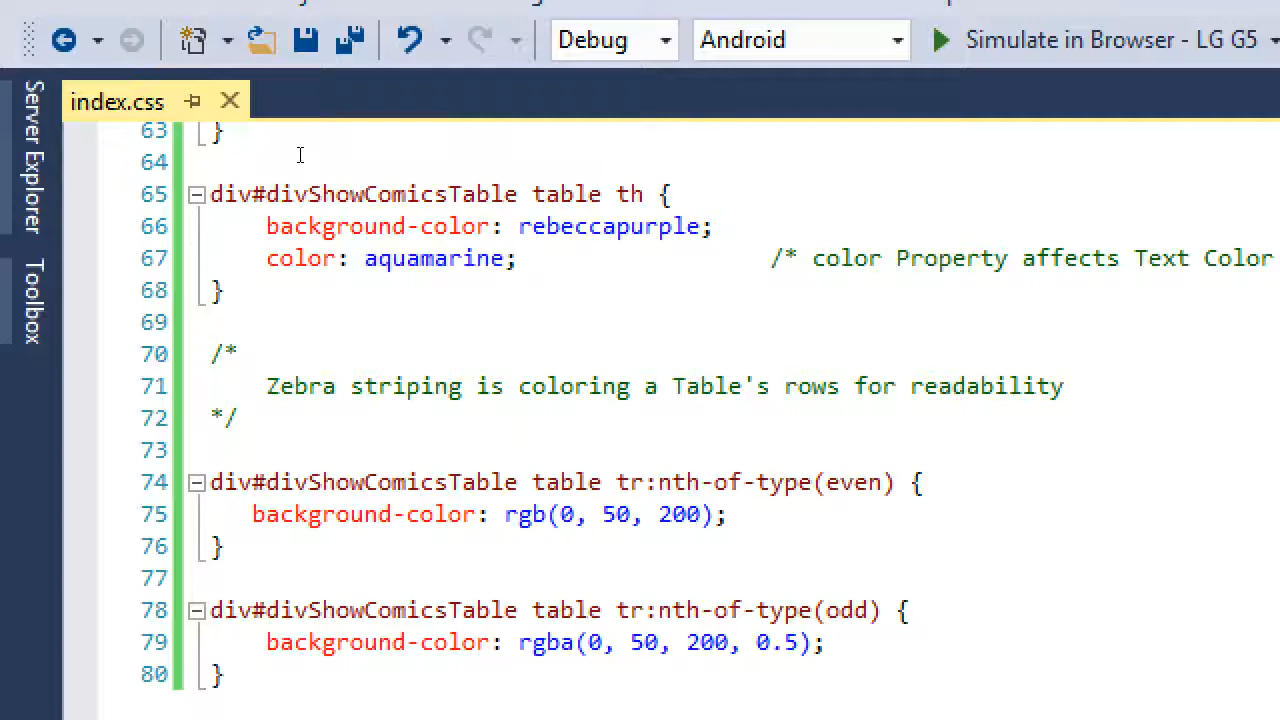 Debug Android Simulate in Browser - LG G5
index.css
Server Explorer
Toolbox
63 }
64
65 div#divShowComicsTable table th {
66 background-color: rebeccapurple;
67 color: aquamarine; /* color Property affects Text Color
68 }
69
70 /*
71 Zebra striping is coloring a Table's rows for readability
72 */
73
74 div#divShowComicsTable table tr:nth-of-type(even) {
75 background-color: rgb(0, 50, 200);
76 }
77
78 div#divShowComicsTable table tr:nth-of-type(odd) {
79 background-color: rgba(0, 50, 200, 0.5);
80 }